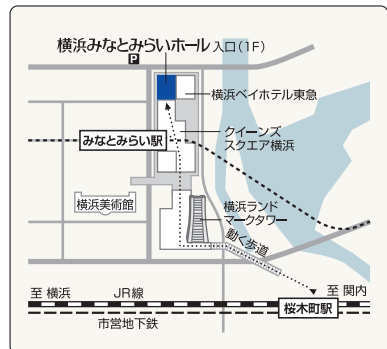 横浜みなとみらいホール 入口(1F)
P
横浜ベイホテル東急
みなとみらい駅
クイーンズ
スクエア横浜
横浜美術館
横浜ランド
マークタワー
動く歩道
至 横浜
JR線
至 関内
桜木町駅
市営地下鉄